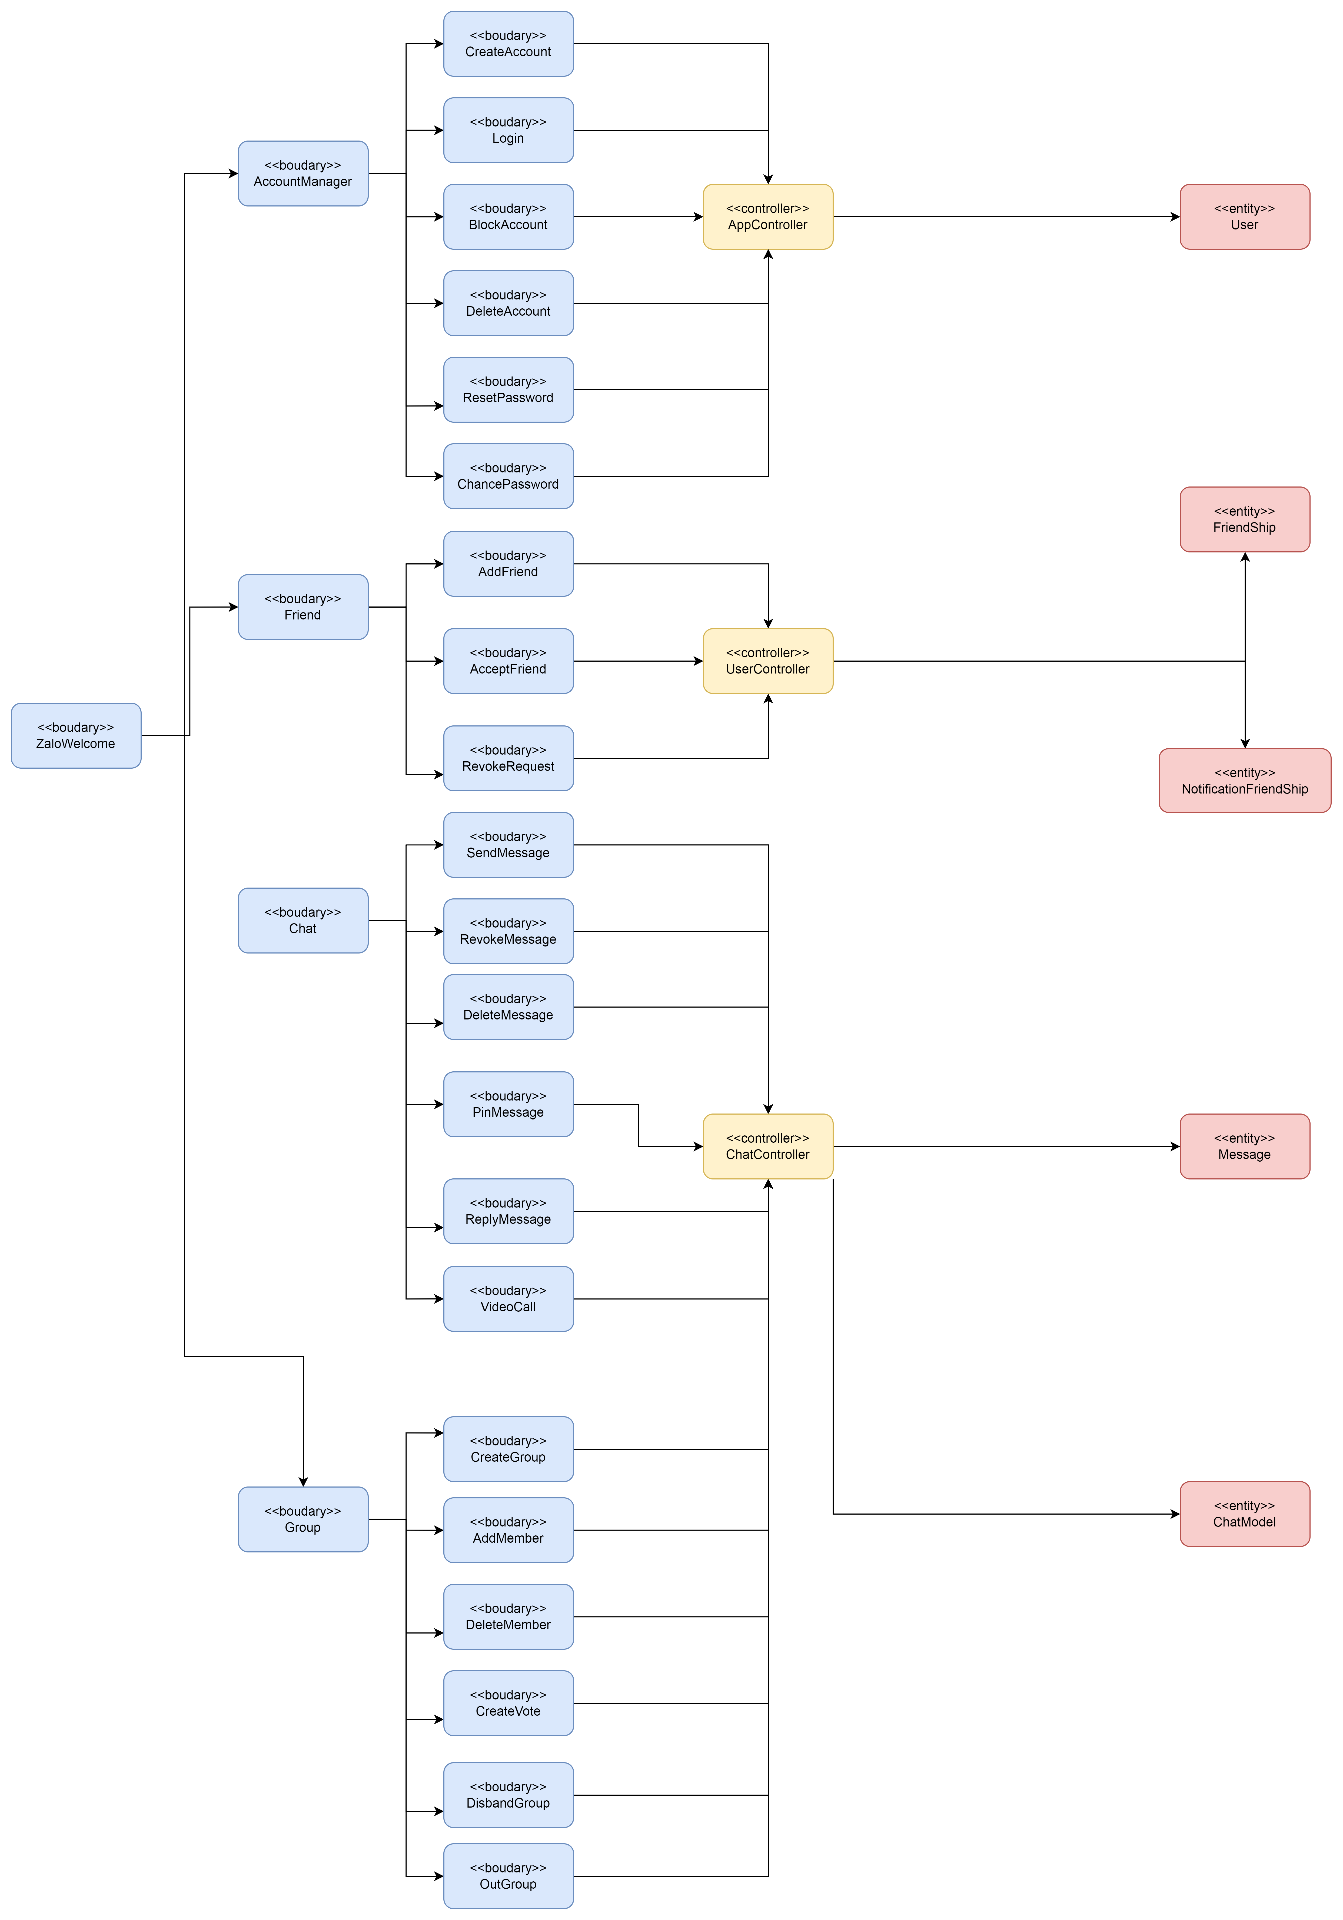 <<boudary>>
CreateAccount
<<boudary>>
Login
<<boudary>>
AccountManager
<<boudary>>
BlockAccount
<<controller>>
AppController
<<entity>>
User
<<boudary>>
DeleteAccount
<<boudary>>
ResetPassword
<<boudary>>
ChancePassword
<<entity>>
FriendShip
<<boudary>>
AddFriend
<<boudary>>
Friend
<<boudary>>
AcceptFriend
<<controller>>
UserController
<<boudary>>
ZaloWelcome
<<boudary>>
RevokeRequest
<<entity>>
NotificationFriendShip
<<boudary>>
SendMessage
<<boudary>>
Chat
<<boudary>>
RevokeMessage
<<boudary>>
DeleteMessage
<<boudary>>
PinMessage
<<controller>>
ChatController
<<entity>>
Message
<<boudary>>
ReplyMessage
<<boudary>>
VideoCall
<<boudary>>
CreateGroup
<<boudary>>
Group
<<entity>>
ChatModel
<<boudary>>
AddMember
<<boudary>>
DeleteMember
<<boudary>>
CreateVote
<<boudary>>
DisbandGroup
<<boudary>>
OutGroup